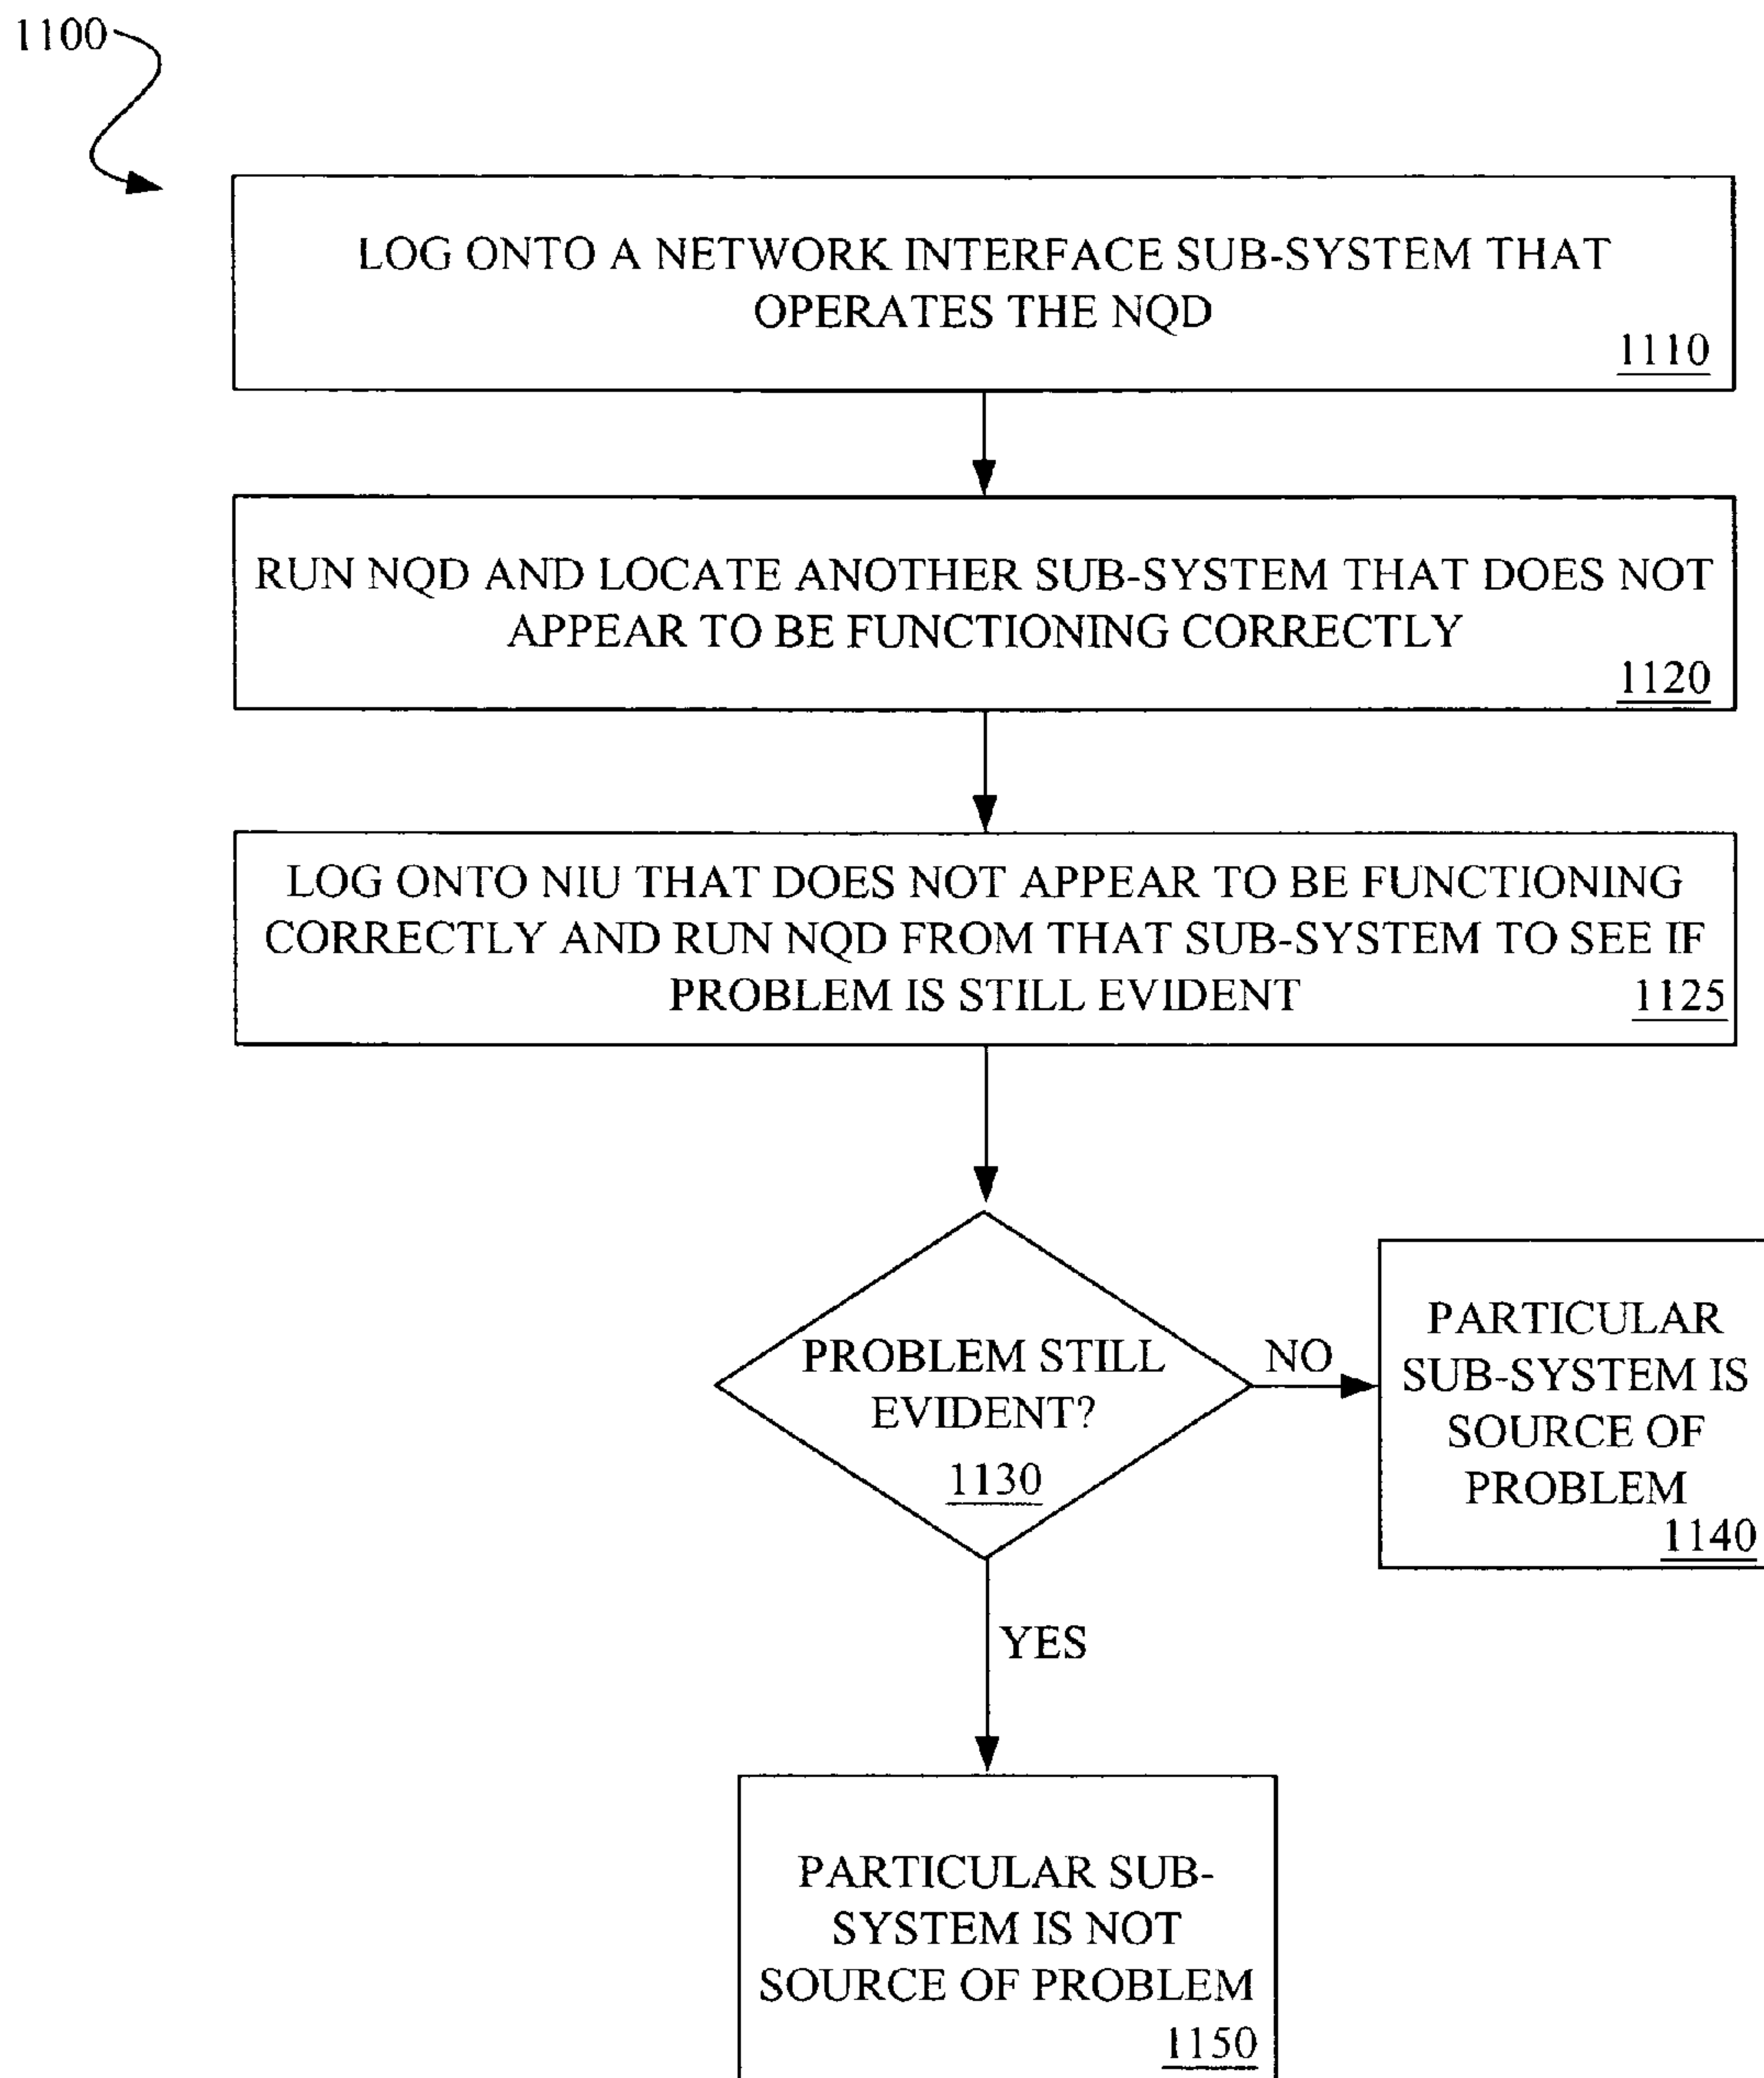 1100
LOG ONTO A NETWORK INTERFACE SUB-SYSTEM THAT
OPERATES THE NQD
1110
RUN NQD AND LOCATE ANOTHER SUB-SYSTEM THAT DOES NOT
APPEAR TO BE FUNCTIONING CORRECTLY
1120
LOG ONTO NIU THAT DOES NOT APPEAR TO BE FUNCTIONING
CORRECTLY AND RUN NQD FROM THAT SUB-SYSTEM TO SEE IF
PROBLEM IS STILL EVIDENT
1125
PROBLEM STILL
EVIDENT?
1130
NO
PARTICULAR
SUB-SYSTEM IS
SOURCE OF
PROBLEM
1140
YES
PARTICULAR SUB-
SYSTEM IS NOT
SOURCE OF PROBLEM
1150